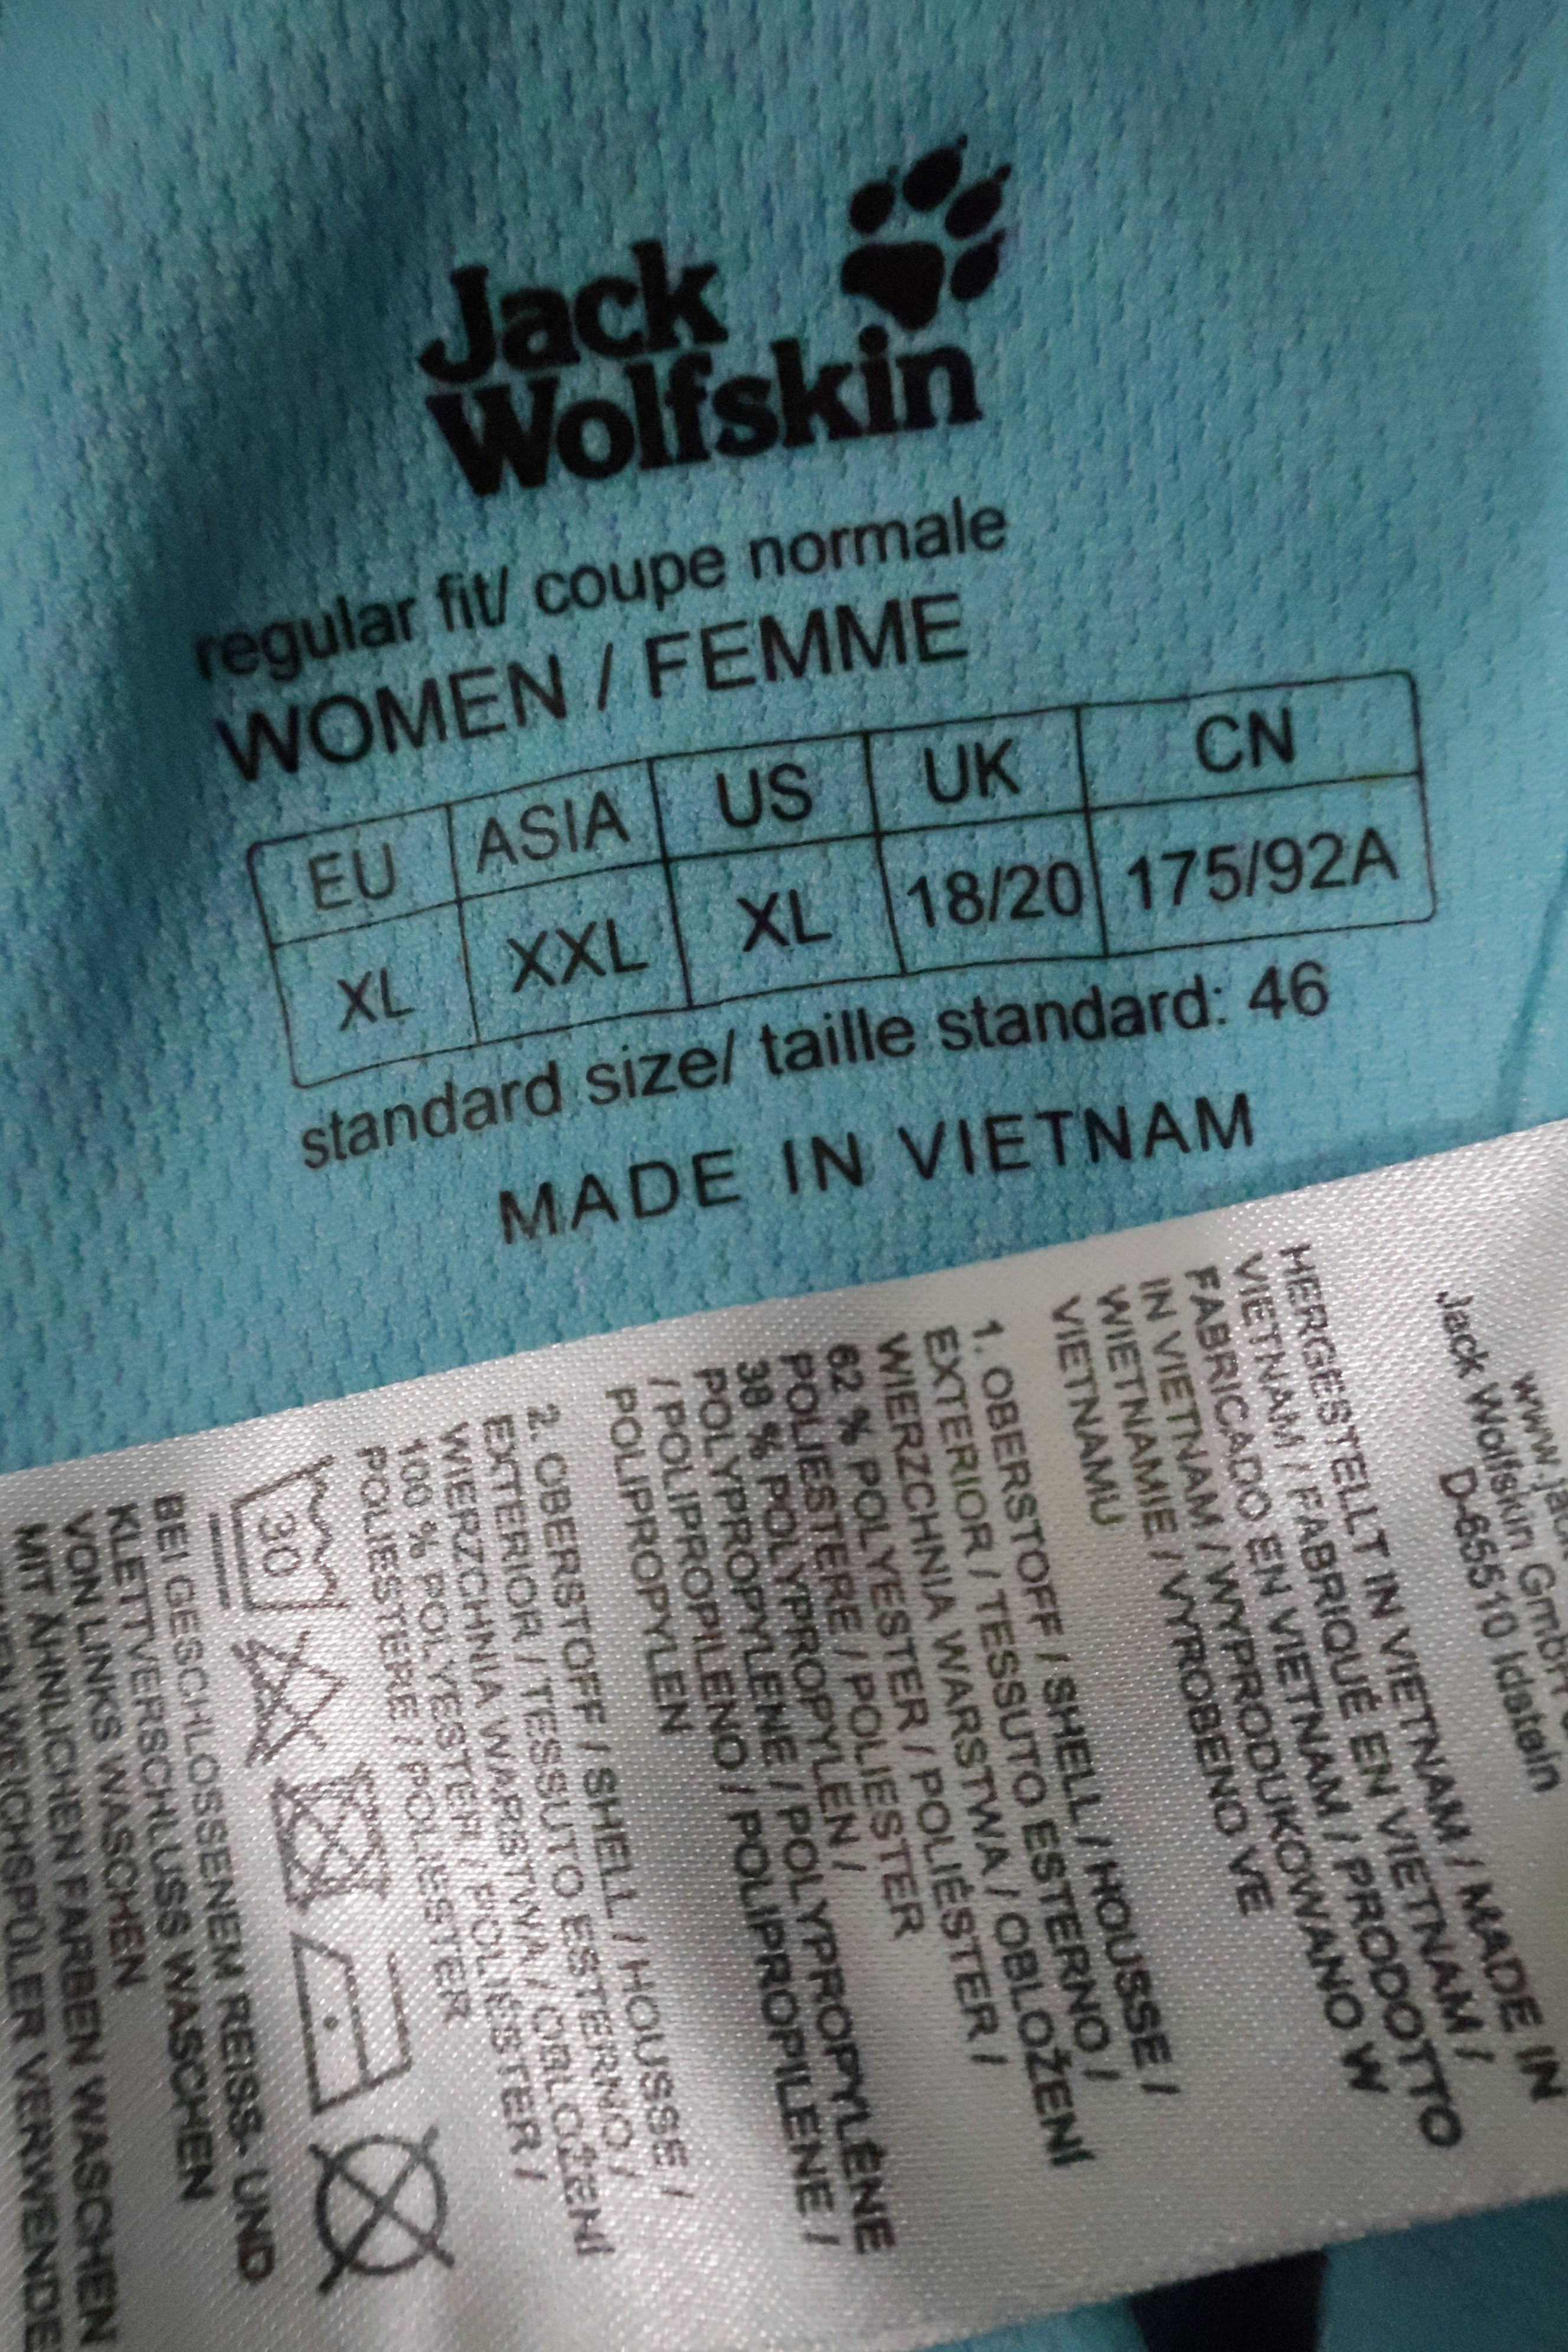 Jack
Wolfskin
regular fit/ coupe normale
WOMEN / FEMME
EU ASIA US UK CN
XL XXL XL 18/20 175/92A
standard size/ taille standard: 46
MADE IN VIETNAM
Jack Wolfskin GmbH
D-65510 Idstein
HERGESTELLT IN VIETNAM / MADE IN
VIETNAM / FABRIQUÉ EN VIETNAM /
FABRICADO EN VIETNAM / PRODOTTO
IN VIETNAM / WYPRODUKOWANO W
WIETNAMIE / VYROBENO VE
VIETNAMU
1. OBERSTOFF / SHELL / HOUSSE /
EXTERIOR / TESSUTO ESTERNO /
WIERZCHNIA WARSTWA / OBLOŽENI
62 % POLYESTER / POLIÉSTER /
POLIESTERE / POLIESTER
38 % POLYPROPYLEN /
POLYPROPYLENE / POLYPROPYLÈNE
/ POLIPROPILENO / POLIPROPILENE /
POLIPROPYLEN
2. OBERSTOFF / SHELL / HOUSSE /
EXTERIOR / TESSUTO ESTERNO /
WIERZCHNIA WARSTWA / OBLOŽENI
100 % POLYESTER / POLIÉSTER /
POLIESTERE / POLIESTER
30
BEI GESCHLOSSENEM REISS- UND
KLETTVERSCHLUSS WASCHEN
VON LINKS WASCHEN
MIT ÄHNLICHEN FARBEN WASCHEN
WEICHSPÜLER VERWENDE